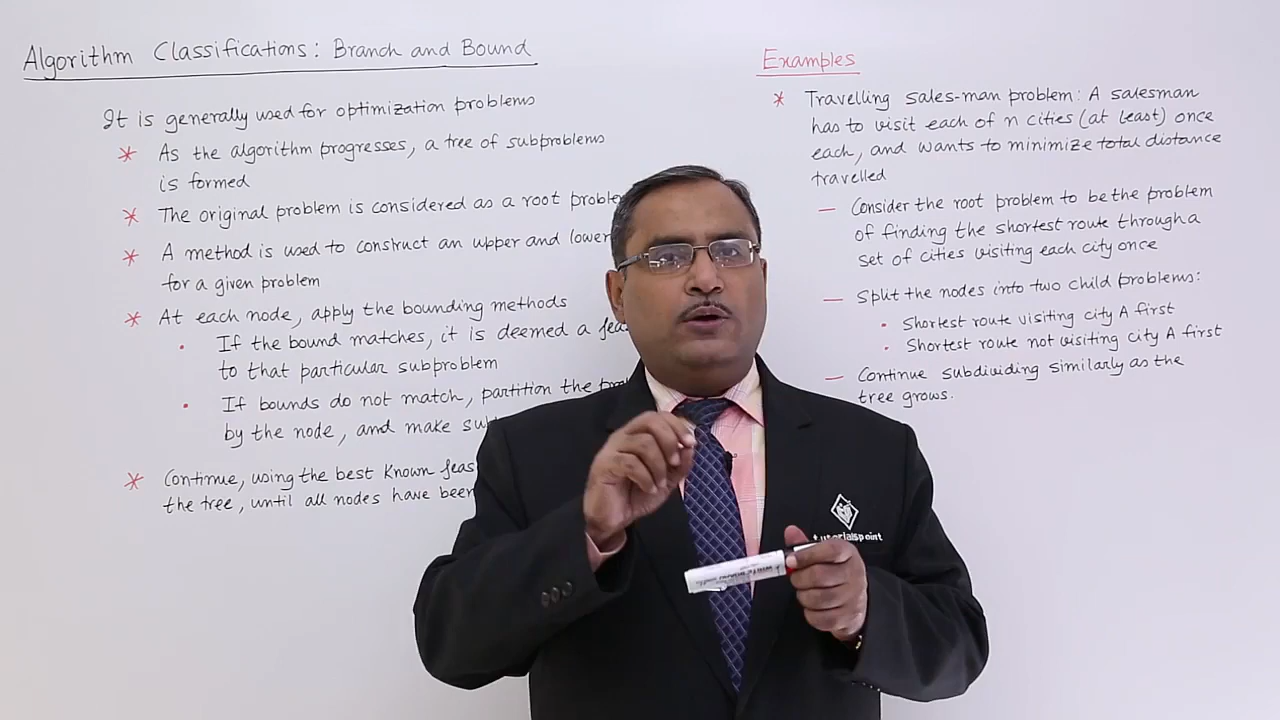 Algorithm Classifications: Branch and Bound
It is generally used for optimization problems
* As the algorithm progresses, a tree of subproblems
is formed
* The original problem is considered as a root
* A method is used to construct an upper and lower
for a given problem
* At each node, apply the bounding methods
• If the bound matches, it is deemed a
to that particular subproblem
• If bounds do not match, partition the
by the node, and make
* Continue, using the best known
the tree, until all nodes have been
Examples
* Travelling sales-man problem: A salesman
has to visit each of n cities (at least) once
each, and wants to minimize total distance
travelled
— Consider the root problem to be the problem
of finding the shortest route through a
set of cities visiting each city once
— Split the nodes into two child problems:
• Shortest route visiting city A first
• Shortest route not visiting city A first
— Continue subdividing similarly as the
tree grows.
tutorialspoint